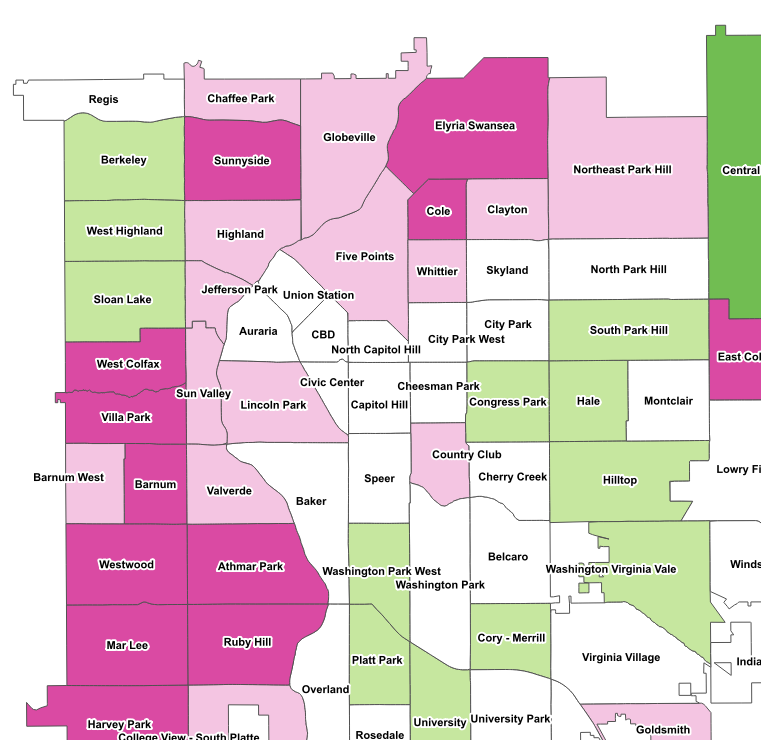 Regis
Chaffee Park
Elyria Swansea
Globeville
Berkeley
Sunnyside
Northeast Park Hill
Central
Cole
Clayton
West Highland
Highland
Five Points
Whittier
Skyland
North Park Hill
Jefferson Park
Union Station
Sloan Lake
Auraria
CBD
City Park
South Park Hill
City Park West
North Capitol Hill
East Col
West Colfax
Civic Center
Cheesman Park
Sun Valley
Lincoln Park
Capitol Hill
Congress Park
Hale
Montclair
Villa Park
Country Club
Barnum West
Barnum
Valverde
Speer
Cherry Creek
Hilltop
Lowry Fi
Baker
Belcaro
Westwood
Athmar Park
Washington Park West
Washington Virginia Vale
Winds
Washington Park
Mar Lee
Ruby Hill
Cory - Merrill
Platt Park
Virginia Village
India
Overland
Harvey Park
University
University Park
Goldsmith
College View - South Platte
Rosedale